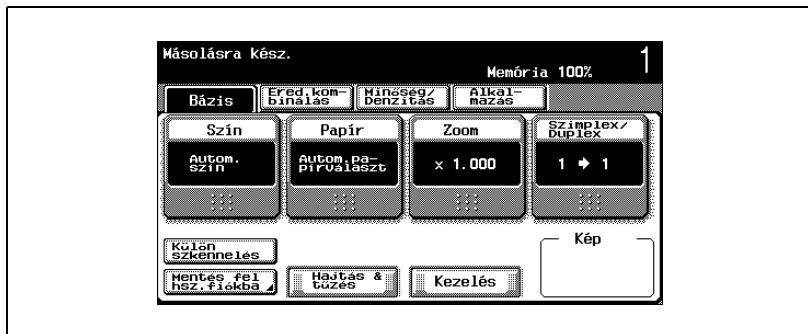 Másolásra kész.
1
Memória 100%
Bázis
Ered.kom-
binálás
Minőség/
Denzitás
Alkal-
mazás
Szín
Papír
Zoom
Szimplex/
Duplex
Autom.
szín
Autom.pa-
pírválaszt
x 1.000
1 ➔ 1
Külön
szkennelés
Kép
Mentés fel
hsz.fiókba
Hajtás &
tűzés
Kezelés